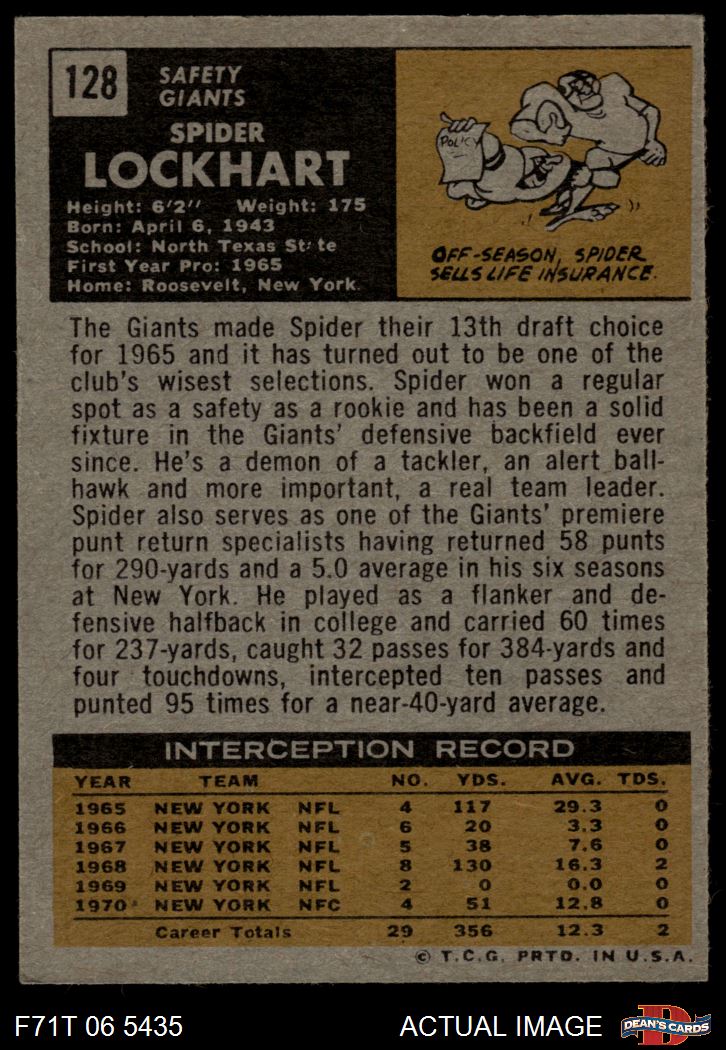 128
SAFETY
GIANTS
SPIDER
LOCKHART
Height: 6'2" Weight: 175
Born: April 6, 1943
School: North Texas State
First Year Pro: 1965
Home: Roosevelt, New York
POLICY
OFF-SEASON, SPIDER
SELLS LIFE INSURANCE.
The Giants made Spider their 13th draft choice
for 1965 and it has turned out to be one of the
club's wisest selections. Spider won a regular
spot as a safety as a rookie and has been a solid
fixture in the Giants' defensive backfield ever
since. He's a demon of a tackler, an alert ball-
hawk and more important, a real team leader.
Spider also serves as one of the Giants' premiere
punt return specialists having returned 58 punts
for 290-yards and a 5.0 average in his six seasons
at New York. He played as a flanker and de-
fensive halfback in college and carried 60 times
for 237-yards, caught 32 passes for 384-yards and
four touchdowns, intercepted ten passes and
punted 95 times for a near-40-yard average.
INTERCEPTION RECORD
YEAR TEAM NO. YDS. AVG. TDS.
1965 NEW YORK NFL 4 117 29.3 0
1966 NEW YORK NFL 6 20 3.3 0
1967 NEW YORK NFL 5 38 7.6 0
1968 NEW YORK NFL 8 130 16.3 2
1969 NEW YORK NFL 2 0 0.0 0
1970 NEW YORK NFC 4 51 12.8 0
Career Totals 29 356 12.3 2
© T.C.G. PRTD. IN U.S.A.
F71T 06 5435 ACTUAL IMAGE D DEAN'S CARDS